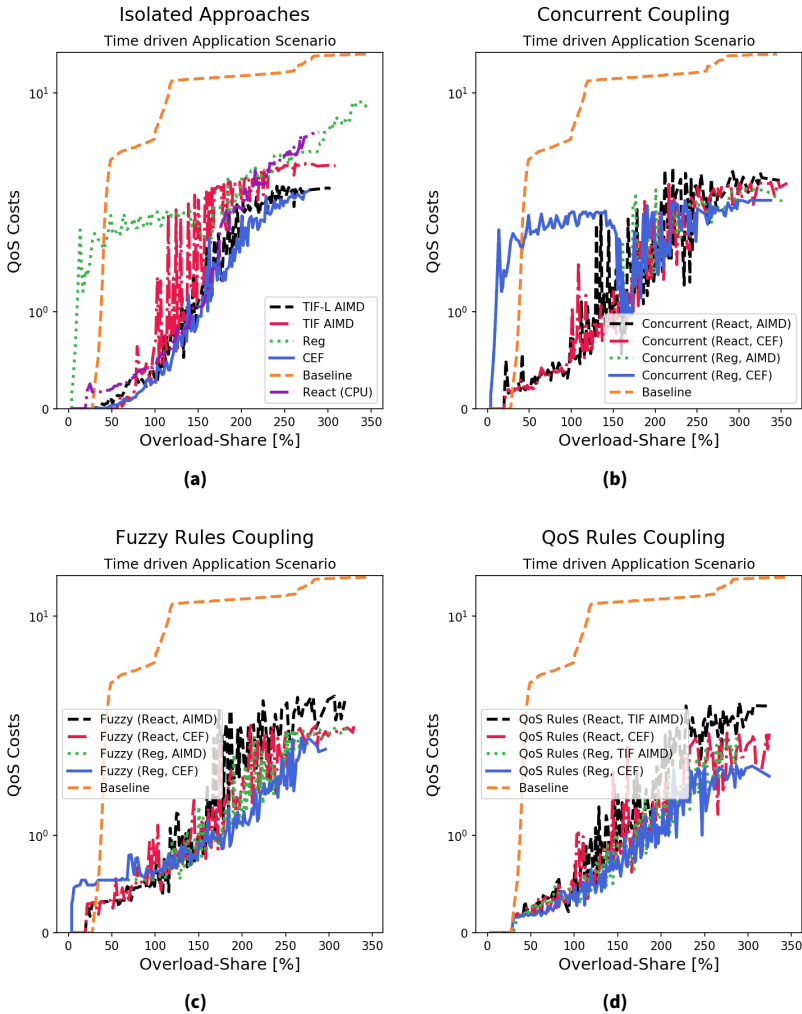 Isolated Approaches
Time driven Application Scenario
QoS Costs
10¹
10⁰
0
TIF-L AIMD
TIF AIMD
Reg
CEF
Baseline
React (CPU)
0 50 100 150 200 250 300 350
Overload-Share [%]
(a)
Concurrent Coupling
Time driven Application Scenario
QoS Costs
10¹
10⁰
0
Concurrent (React, AIMD)
Concurrent (React, CEF)
Concurrent (Reg, AIMD)
Concurrent (Reg, CEF)
Baseline
0 50 100 150 200 250 300 350
Overload-Share [%]
(b)
Fuzzy Rules Coupling
Time driven Application Scenario
QoS Costs
10¹
10⁰
0
Fuzzy (React, AIMD)
Fuzzy (React, CEF)
Fuzzy (Reg, AIMD)
Fuzzy (Reg, CEF)
Baseline
0 50 100 150 200 250 300 350
Overload-Share [%]
(c)
QoS Rules Coupling
Time driven Application Scenario
QoS Costs
10¹
10⁰
0
QoS Rules (React, TIF AIMD)
QoS Rules (React, CEF)
QoS Rules (Reg, TIF AIMD)
QoS Rules (Reg, CEF)
Baseline
0 50 100 150 200 250 300 350
Overload-Share [%]
(d)